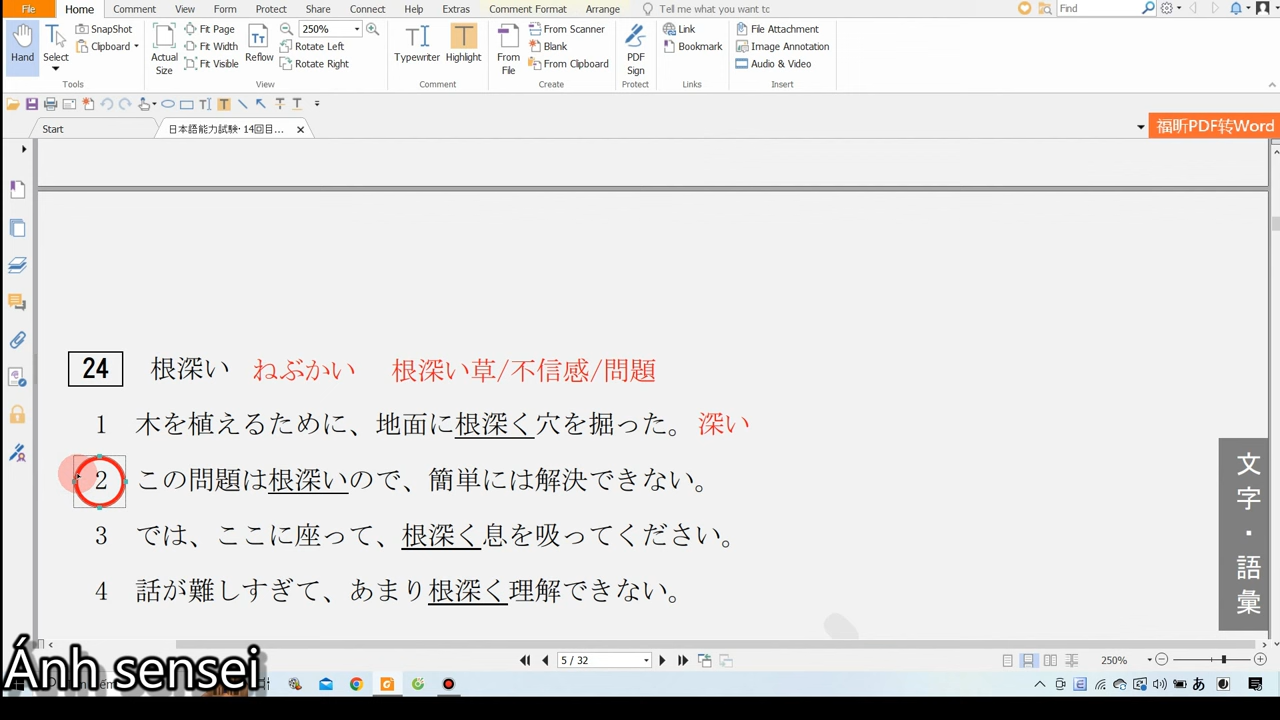 File Home Comment View Form Protect Share Connect Help Extras Comment Format Arrange Tell me what you want tc Find
Hand
Select
SnapShot
Clipboard
Tools
Actual Size
Fit Page
Fit Width
Fit Visible
Reflow
250%
Rotate Left
Rotate Right
View
Typewriter
Highlight
Comment
From File
From Scanner
Blank
From Clipboard
Create
PDF Sign
Protect
Link
Bookmark
Links
File Attachment
Image Annotation
Audio & Video
Insert
Start
日本語能力試験· 14回目...
福昕PDF转Word
24 根深い ねぶかい 根深い草/不信感/問題
1 木を植えるために、地面に根深く穴を掘った。 深い
2 この問題は根深いので、簡単には解決できない。
3 では、ここに座って、根深く息を吸ってください。
4 話が難しすぎて、あまり根深く理解できない。
文字・語彙
5 / 32
250%
Ánh sensei
あ